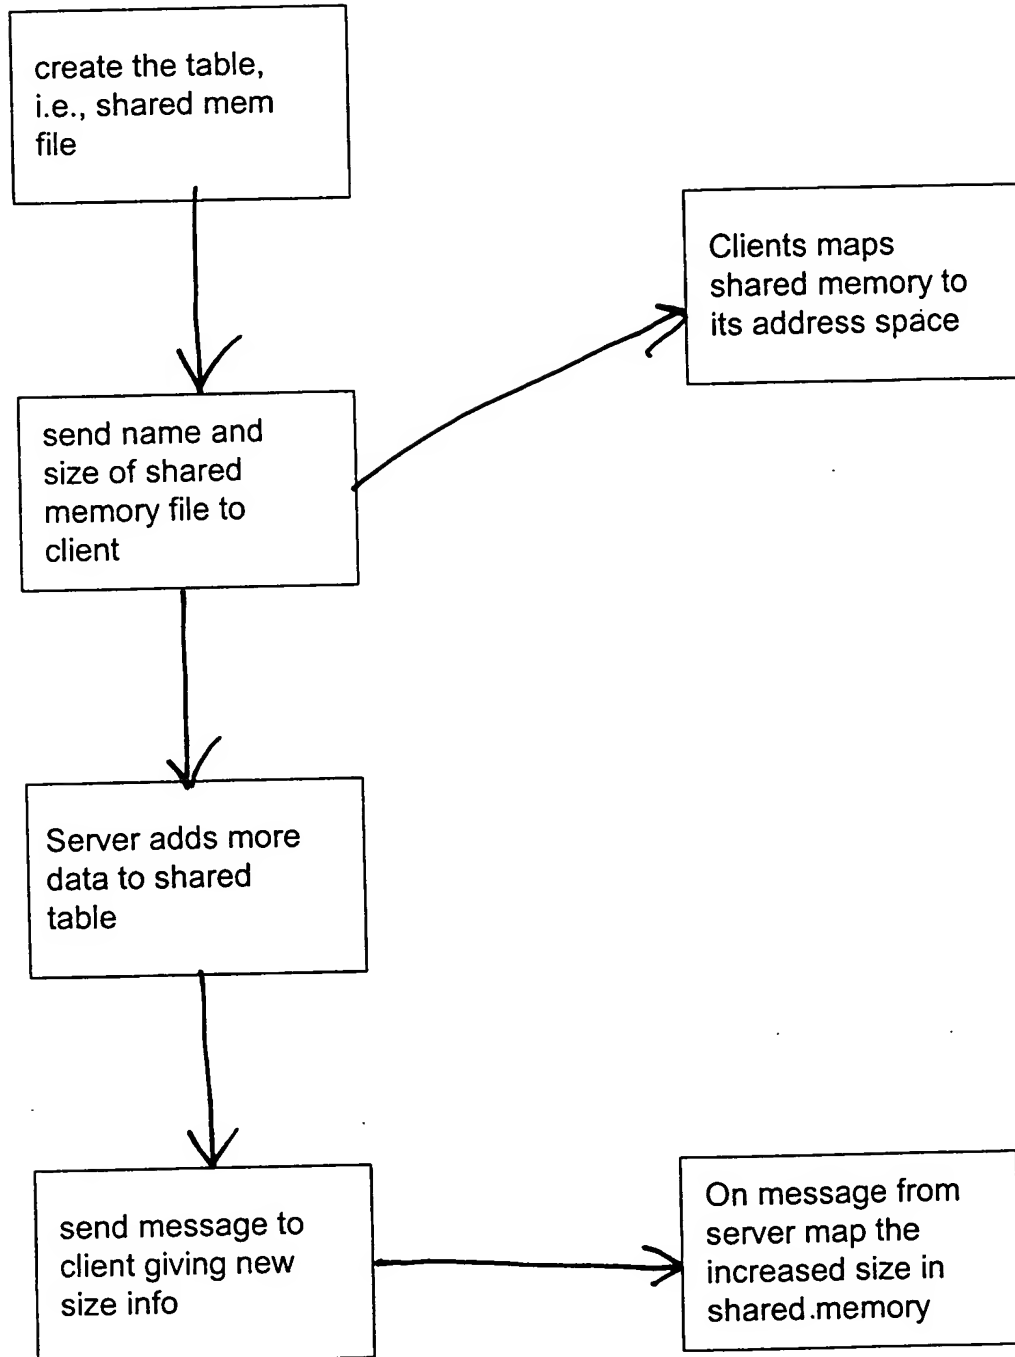 create the table,
i.e., shared mem
file
Clients maps
shared memory to
its address space
send name and
size of shared
memory file to
client
Server adds more
data to shared
table
send message to
client giving new
size info
On message from
server map the
increased size in
shared.memory